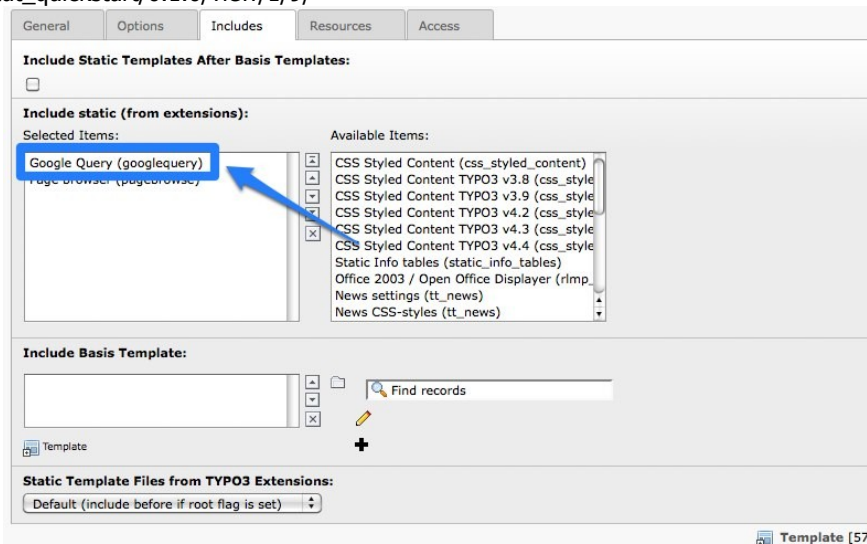 General Options Includes Resources Access
Include Static Templates After Basis Templates:
Include static (from extensions):
Selected Items: Available Items:
Google Query (googlequery) CSS Styled Content (css_styled_content)
CSS Styled Content TYPO3 v3.8 (css_style
CSS Styled Content TYPO3 v3.9 (css_style
CSS Styled Content TYPO3 v4.2 (css_style
CSS Styled Content TYPO3 v4.3 (css_style
CSS Styled Content TYPO3 v4.4 (css_style
Static Info tables (static_info_tables)
Office 2003 / Open Office Displayer (rlmp_
News settings (tt_news)
News CSS-styles (tt_news)
Include Basis Template:
Find records
Template
Static Template Files from TYPO3 Extensions:
Default (include before if root flag is set)
Template [57